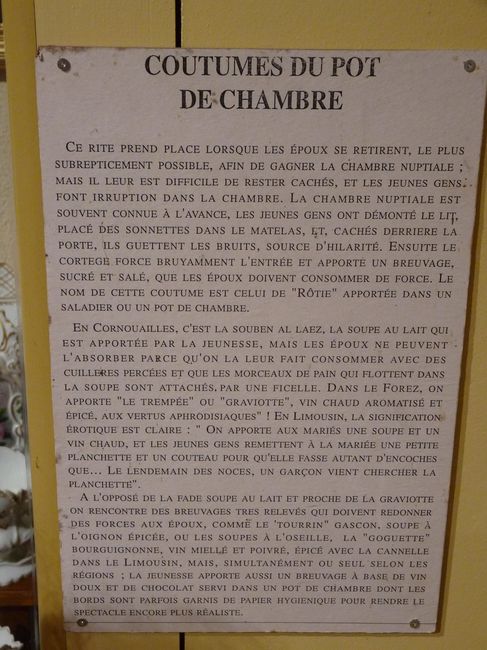 COUTUMES DU POT
DE CHAMBRE
CE RITE PREND PLACE LORSQUE LES ÉPOUX SE RETIRENT, LE PLUS
SUBREPTICEMENT POSSIBLE, AFIN DE GAGNER LA CHAMBRE NUPTIALE ;
MAIS IL LEUR EST DIFFICILE DE RESTER CACHÉS, ET LES JEUNES GENS
FONT IRRUPTION DANS LA CHAMBRE. LA CHAMBRE NUPTIALE EST
SOUVENT CONNUE À L'AVANCE, LES JEUNES GENS ONT DÉMONTÉ LE LIT,
PLACÉ DES SONNETTES DANS LE MATELAS, ET, CACHÉS DERRIERE LA
PORTE, ILS GUETTENT LES BRUITS, SOURCE D'HILARITÉ. ENSUITE LE
CORTEGE FORCE BRUYAMMENT L'ENTRÉE ET APPORTE UN BREUVAGE,
SUCRÉ ET SALÉ, QUE LES ÉPOUX DOIVENT CONSOMMER DE FORCE. LE
NOM DE CETTE COUTUME EST CELUI DE "RÔTIE" APPORTÉE DANS UN
SALADIER OU UN POT DE CHAMBRE.
EN CORNOUAILLES, C'EST LA SOUBEN AL LAEZ, LA SOUPE AU LAIT QUI
EST APPORTÉE PAR LA JEUNESSE, MAIS LES ÉPOUX NE PEUVENT
L'ABSORBER PARCE QU'ON LA LEUR FAIT CONSOMMER AVEC DES
CUILLERES PERCÉES ET QUE LES MORCEAUX DE PAIN QUI FLOTTENT DANS
LA SOUPE SONT ATTACHÉS PAR UNE FICELLE. DANS LE FOREZ, ON
APPORTE "LE TREMPÉE" OU "GRAVIOTTE", VIN CHAUD AROMATISÉ ET
ÉPICÉ, AUX VERTUS APHRODISIAQUES" ! EN LIMOUSIN, LA SIGNIFICATION
ÉROTIQUE EST CLAIRE : " ON APPORTE AUX MARIÉS UNE SOUPE ET UN
VIN CHAUD, ET LES JEUNES GENS REMETTENT À LA MARIÉE UNE PETITE
PLANCHETTE ET UN COUTEAU POUR QU'ELLE FASSE AUTANT D'ENCOCHES
QUE... LE LENDEMAIN DES NOCES, UN GARÇON VIENT CHERCHER LA
PLANCHETTE".
A L'OPPOSÉ DE LA FADE SOUPE AU LAIT ET PROCHE DE LA GRAVIOTTE
ON RENCONTRE DES BREUVAGES TRES RELEVÉS QUI DOIVENT REDONNER
DES FORCES AUX ÉPOUX, COMME LE 'TOURRIN" GASCON, SOUPE À
L'OIGNON ÉPICÉE, OU LES SOUPES À L'OSEILLE, LA "GOGUETTE"
BOURGUIGNONNE, VIN MIELLÉ ET POIVRÉ, ÉPICÉ AVEC LA CANNELLE
DANS LE LIMOUSIN, MAIS, SIMULTANÉMENT OU SEUL SELON LES
RÉGIONS ; LA JEUNESSE APPORTE AUSSI UN BREUVAGE À BASE DE VIN
DOUX ET DE CHOCOLAT SERVI DANS UN POT DE CHAMBRE DONT LES
BORDS SONT PARFOIS GARNIS DE PAPIER HYGIENIQUE POUR RENDRE LE
SPECTACLE ENCORE PLUS RÉALISTE.